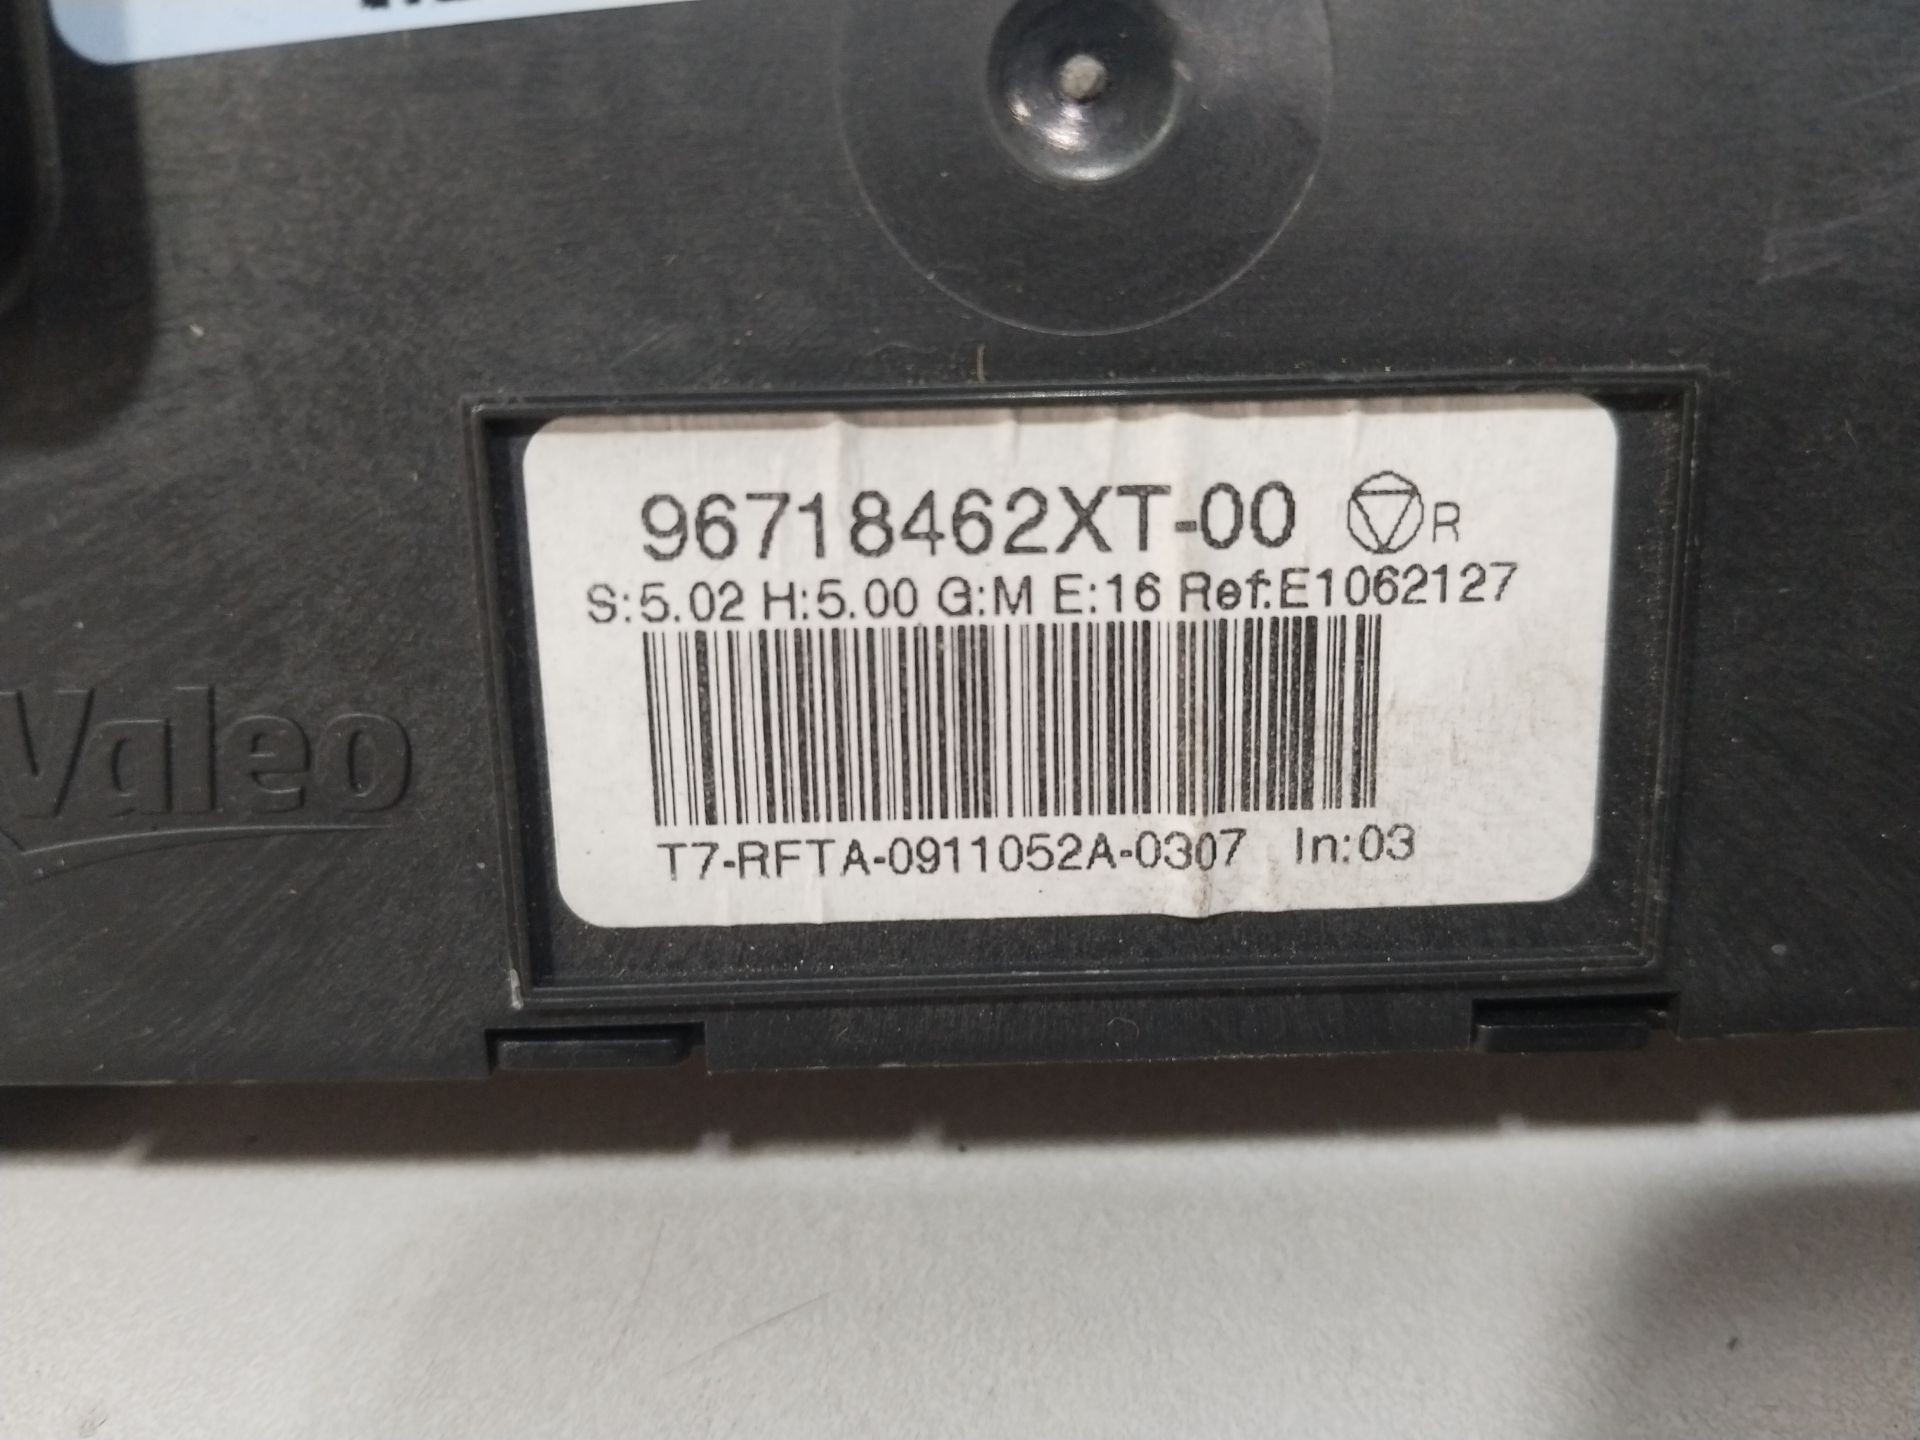 96718462XT-00 R
S:5.02 H:5.00 G:M E:16 Ref:E1062127
Valeo
T7-RFTA-0911052A-0307 In:03